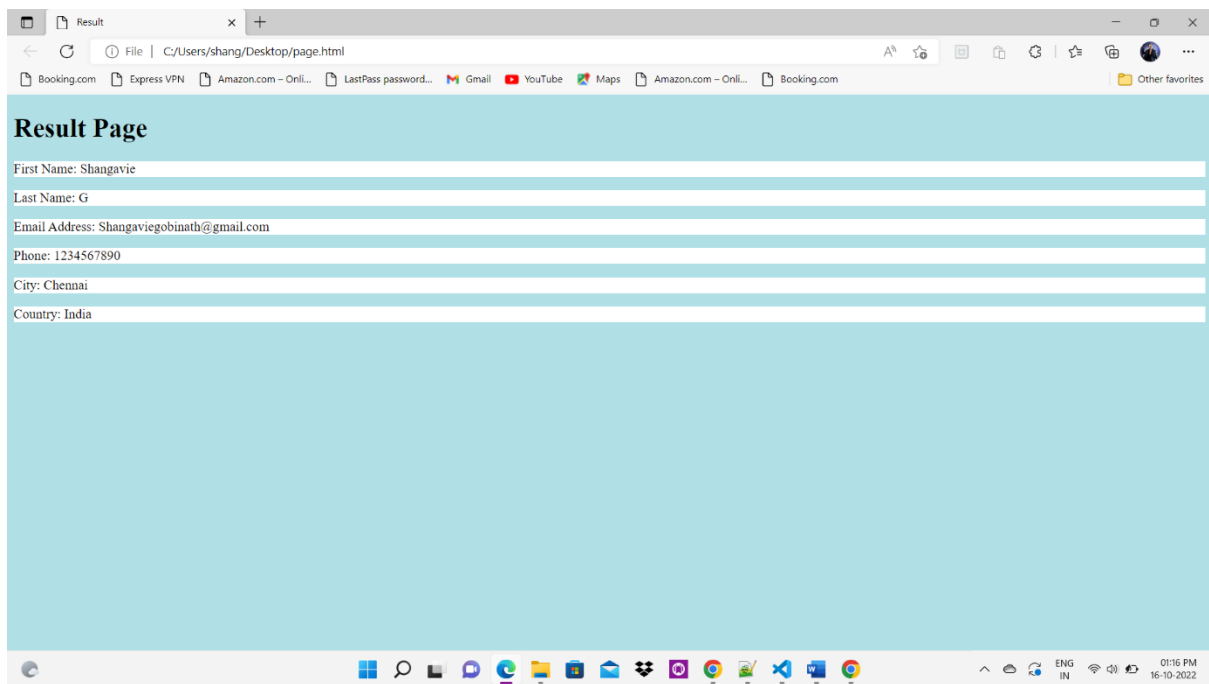 Result
File | C:/Users/shang/Desktop/page.html
Booking.com Express VPN Amazon.com – Onli... LastPass password... Gmail YouTube Maps Amazon.com – Onli... Booking.com Other favorites
Result Page
First Name: Shangavie
Last Name: G
Email Address: Shangaviegobinath@gmail.com
Phone: 1234567890
City: Chennai
Country: India
ENG 01:16 PM
IN 16-10-2022